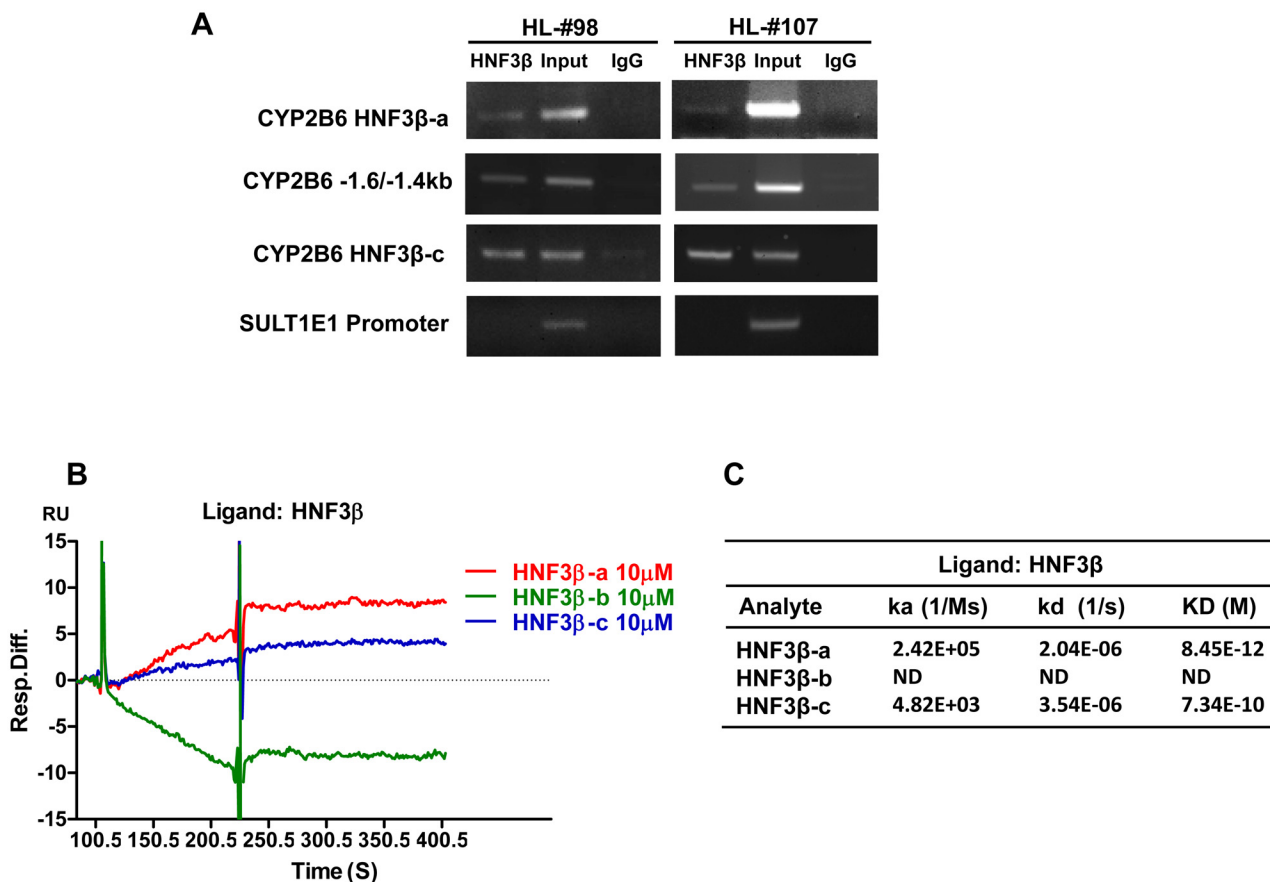 A
HL-#98 HL-#107
HNF3β Input IgG HNF3β Input IgG
CYP2B6 HNF3β-a
CYP2B6 -1.6/-1.4kb
CYP2B6 HNF3β-c
SULT1E1 Promoter
B
RU
Ligand: HNF3β
15
10
5
0
-5
-10
-15
Resp.Diff.
HNF3β-a 10μM
HNF3β-b 10μM
HNF3β-c 10μM
100.5 150.5 200.5 250.5 300.5 350.5 400.5
Time (S)
C
Ligand: HNF3β
Analyte ka (1/Ms) kd (1/s) KD (M)
HNF3β-a 2.42E+05 2.04E-06 8.45E-12
HNF3β-b ND ND ND
HNF3β-c 4.82E+03 3.54E-06 7.34E-10